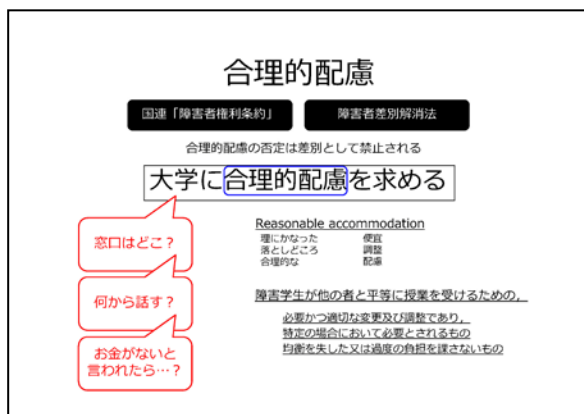 合理的配慮
国連「障害者権利条約」
障害者差別解消法
合理的配慮の否定は差別として禁止される
大学に合理的配慮を求める
窓口はどこ？
何から話す？
お金がないと
言われたら…？
Reasonable accommodation
理にかなった 便宜
落としどころ 調整
合理的な 配慮
障害学生が他の者と平等に授業を受けるための，
必要かつ適切な変更及び調整であり，
特定の場合において必要とされるもの
均衡を失した又は過度の負担を課さないもの